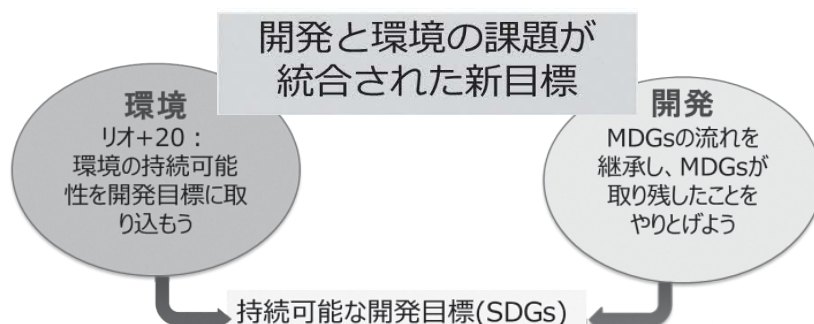 開発と環境の課題が
統合された新目標
環境
リオ+20：
環境の持続可能
性を開発目標に取
り込もう
開発
MDGsの流れを
継承し、MDGsが
取り残したことを
やりとげよう
持続可能な開発目標(SDGs)